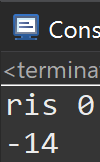 Cons
<termina
ris 0
-14